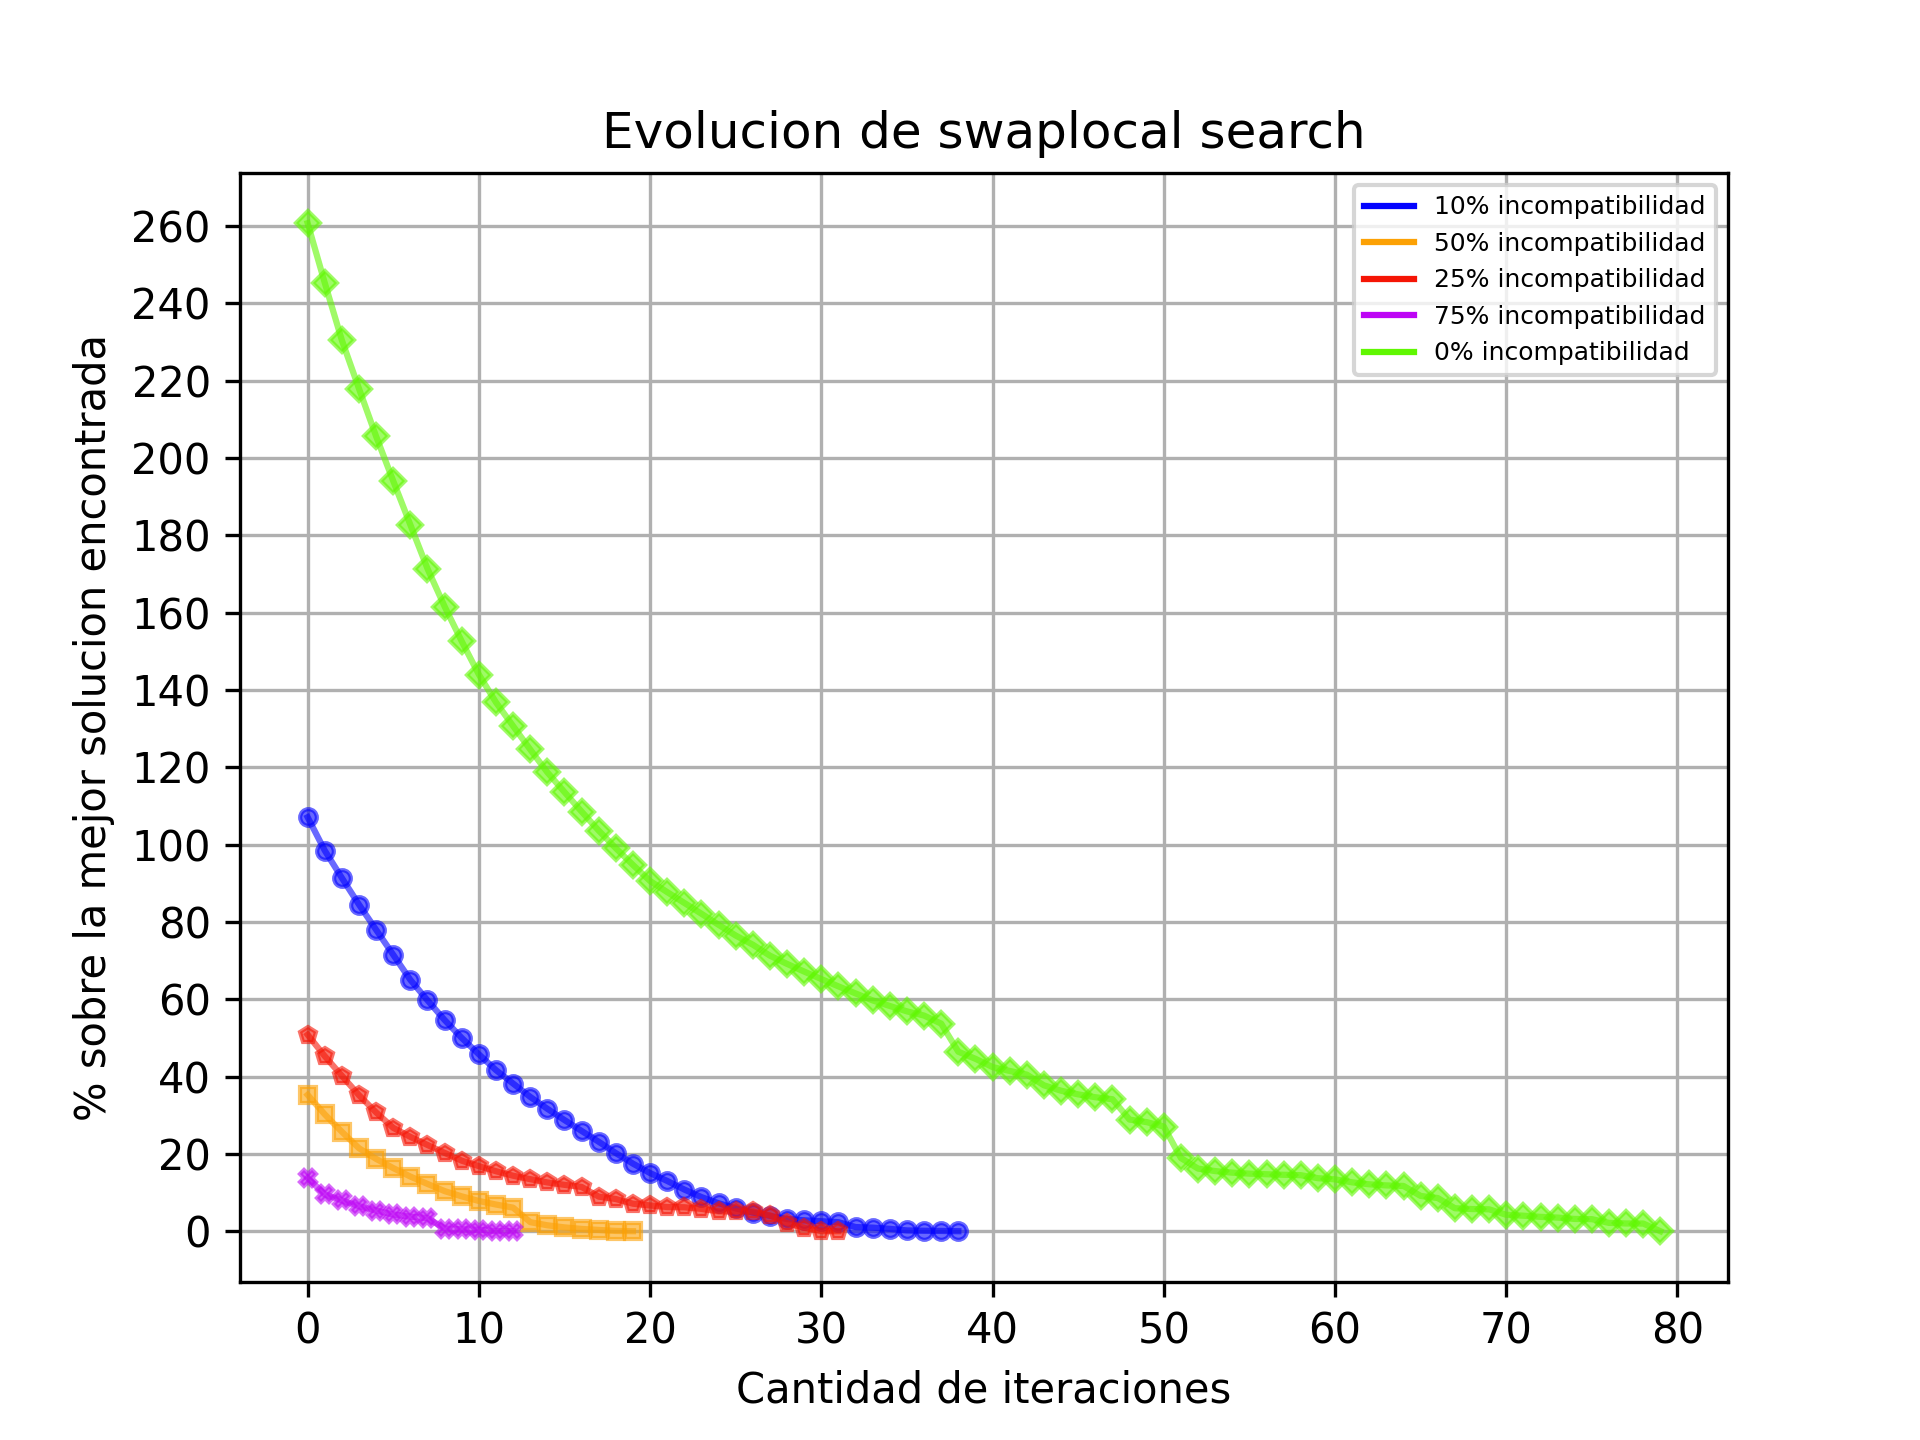 Evolucion de swaplocal search
10% incompatibilidad
50% incompatibilidad
25% incompatibilidad
75% incompatibilidad
0% incompatibilidad
% sobre la mejor solucion encontrada
260
240
220
200
180
160
140
120
100
80
60
40
20
0
0 10 20 30 40 50 60 70 80
Cantidad de iteraciones